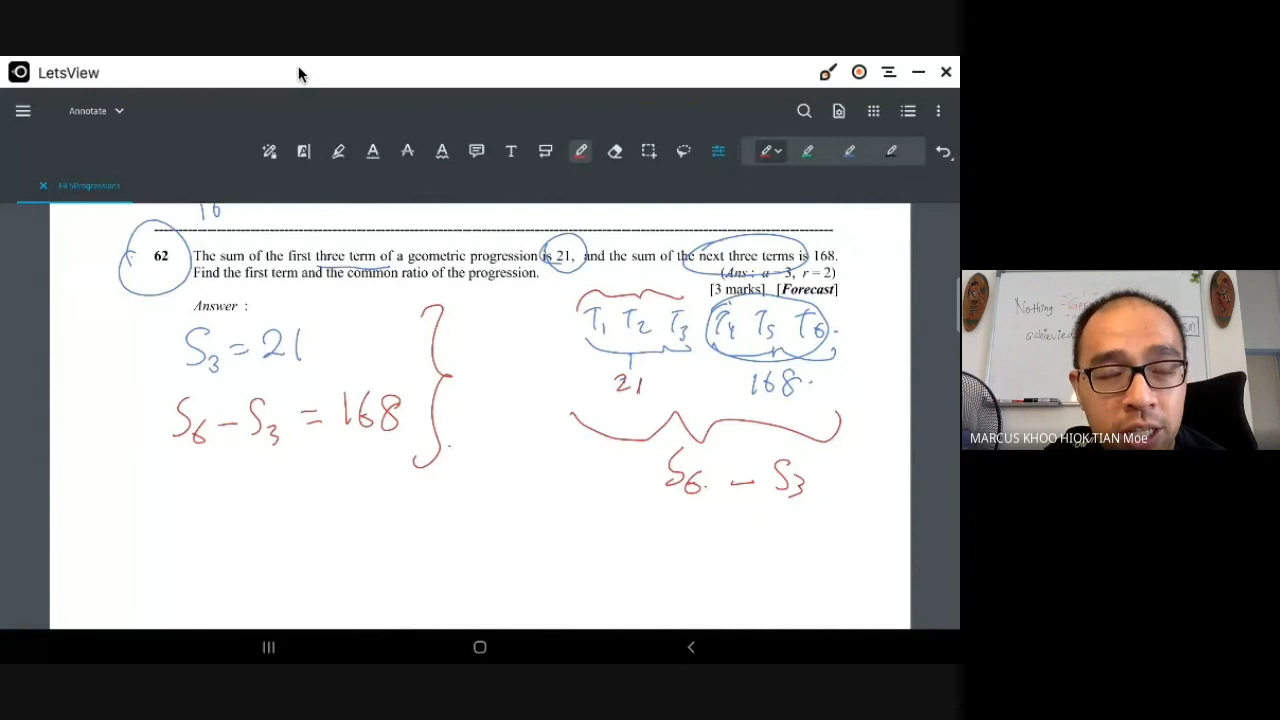 LetsView
Annotate
F4 5Progressions
16
62 The sum of the first three term of a geometric progression is 21, and the sum of the next three terms is 168.
Find the first term and the common ratio of the progression. (Ans : a = 3, r = 2)
[3 marks] [Forecast]
Answer :
S3 = 21
S6 - S3 = 168
T1 T2 T3 T4 T5 T6
21 168
S6 - S3
Nothing
achieved
MARCUS KHOO HIOK TIAN Moe